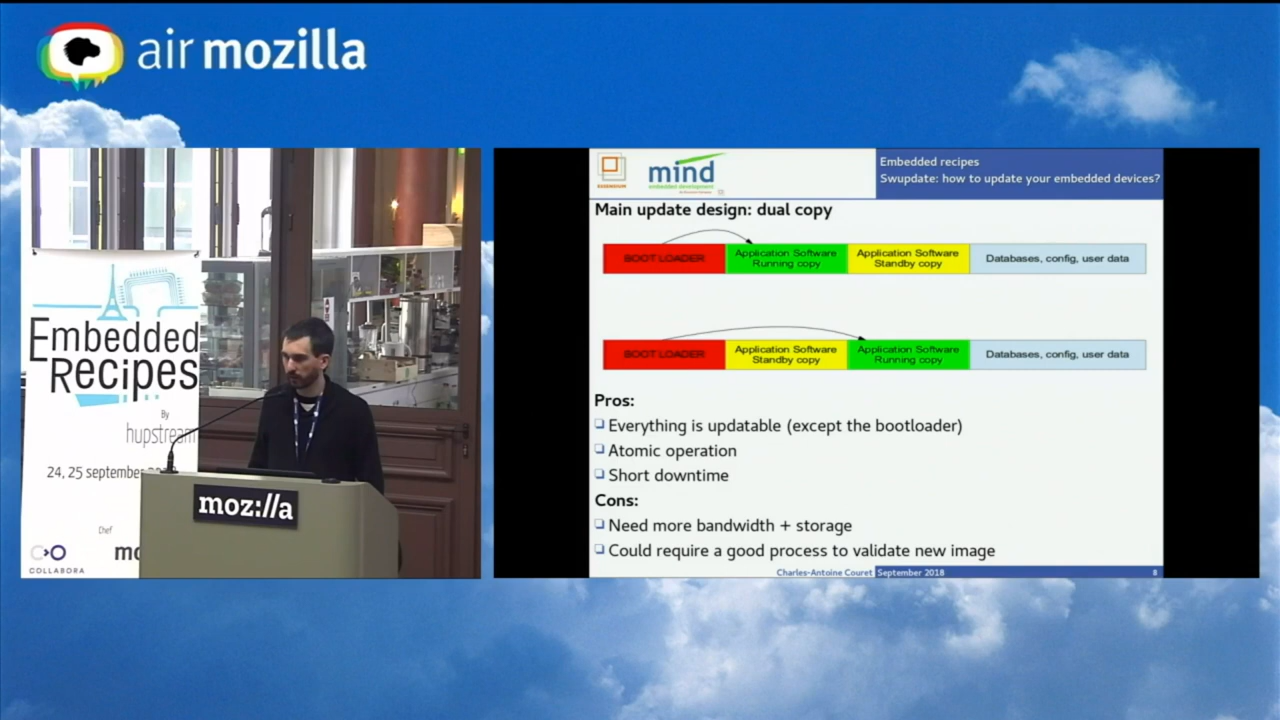 air mozilla
Embedded
Recipes
By
hupstream
24, 25 september
Chef
COLLABORA
mo
moz://a
ESSENSIUM
mind
embedded development
Embedded recipes
Swupdate: how to update your embedded devices?
Main update design: dual copy
BOOT LOADER
Application Software
Running copy
Application Software
Standby copy
Databases, config, user data
BOOT LOADER
Application Software
Standby copy
Application Software
Running copy
Databases, config, user data
Pros:
Everything is updatable (except the bootloader)
Atomic operation
Short downtime
Cons:
Need more bandwidth + storage
Could require a good process to validate new image
Charles-Antoine Couret
September 2018
8